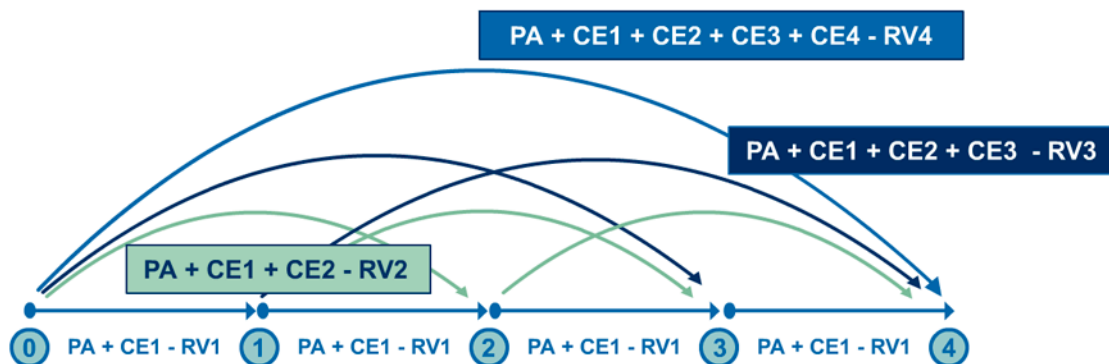 PA + CE1 + CE2 + CE3 + CE4 - RV4
PA + CE1 + CE2 + CE3 - RV3
PA + CE1 + CE2 - RV2
0 PA + CE1 - RV1 1 PA + CE1 - RV1 2 PA + CE1 - RV1 3 PA + CE1 - RV1 4